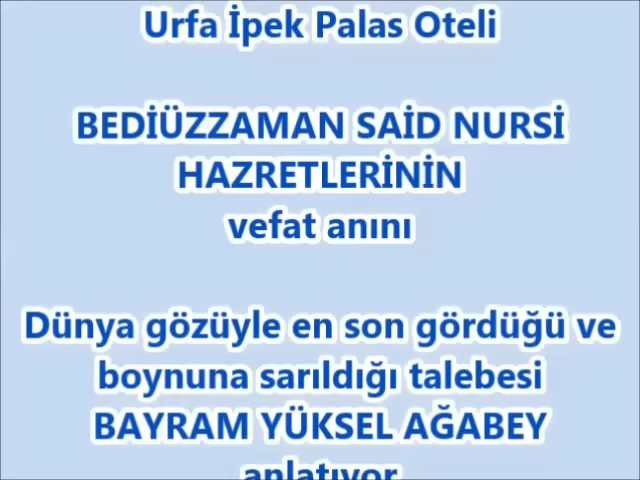 Urfa İpek Palas Oteli
BEDİÜZZAMAN SAİD NURSİ
HAZRETLERİNİN
vefat anını
Dünya gözüyle en son gördüğü ve
boynuna sarıldığı talebesi
BAYRAM YÜKSEL AĞABEY
anlatıyor